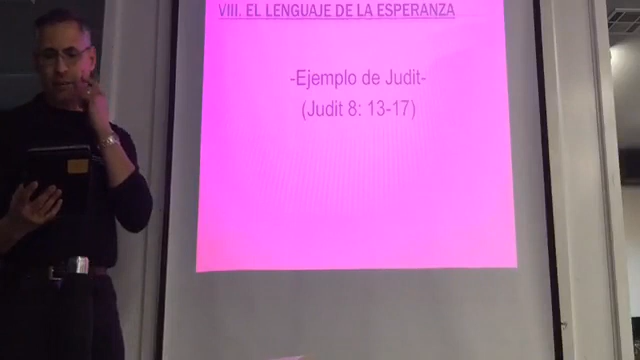 VIII. EL LENGUAJE DE LA ESPERANZA
-Ejemplo de Judit-
(Judit 8: 13-17)